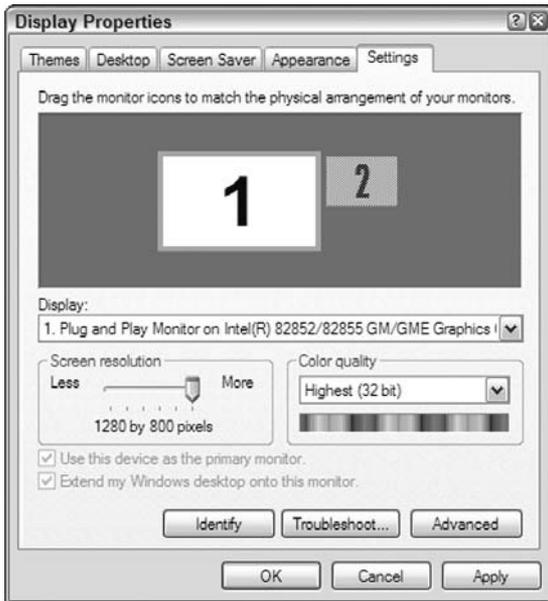 Display Properties
Themes Desktop Screen Saver Appearance Settings
Drag the monitor icons to match the physical arrangement of your monitors.
1 2
Display:
1. Plug and Play Monitor on Intel(R) 82852/82855 GM/GME Graphics
Screen resolution Color quality
Less More Highest (32 bit)
1280 by 800 pixels
Use this device as the primary monitor.
Extend my Windows desktop onto this monitor.
Identify Troubleshoot... Advanced
OK Cancel Apply